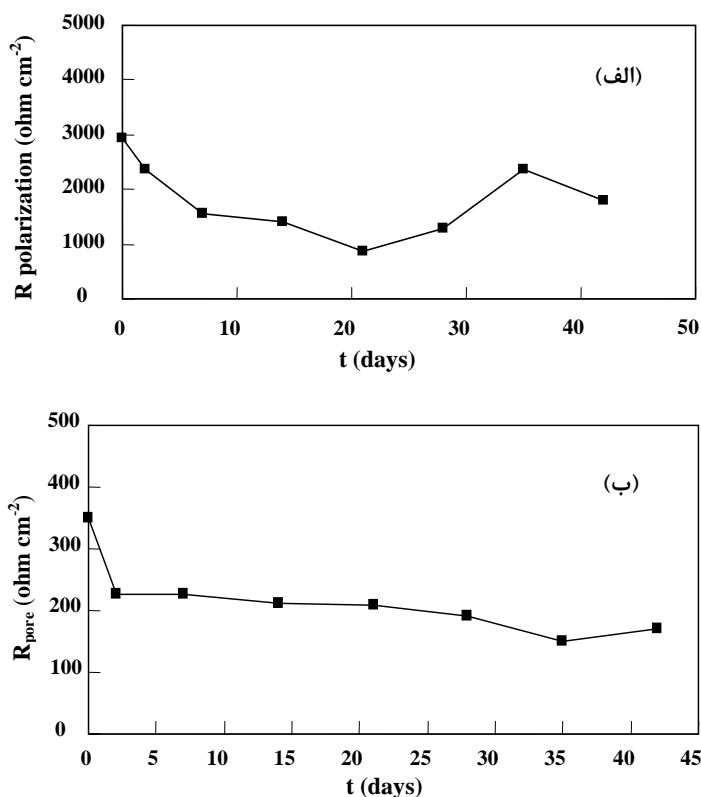 5000
4000
3000
2000
1000
0
R polarization (ohm cm-2)
(الف)
0 10 20 30 40 50
t (days)
500
400
300
200
100
0
Rpore (ohm cm-2)
(ب)
0 5 10 15 20 25 30 35 40 45
t (days)